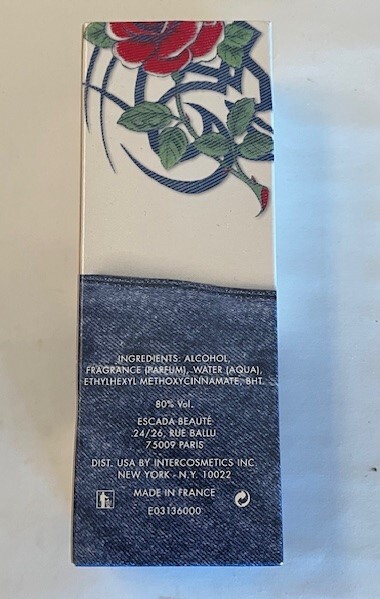 INGREDIENTS: ALCOHOL,
FRAGRANCE (PARFUM), WATER (AQUA),
ETHYLHEXYL METHOXYCINNAMATE, BHT.
80% Vol.
ESCADA BEAUTÉ
24/26, RUE BALLU
75009 PARIS
DIST. USA BY INTERCOSMETICS INC.
NEW YORK - N.Y. 10022
MADE IN FRANCE
E03136000